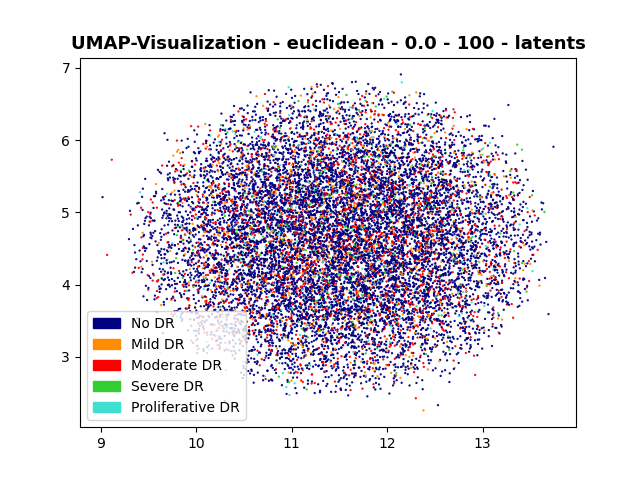 UMAP-Visualization - euclidean - 0.0 - 100 - latents
7
6
5
4
3
No DR
Mild DR
Moderate DR
Severe DR
Proliferative DR
9 10 11 12 13